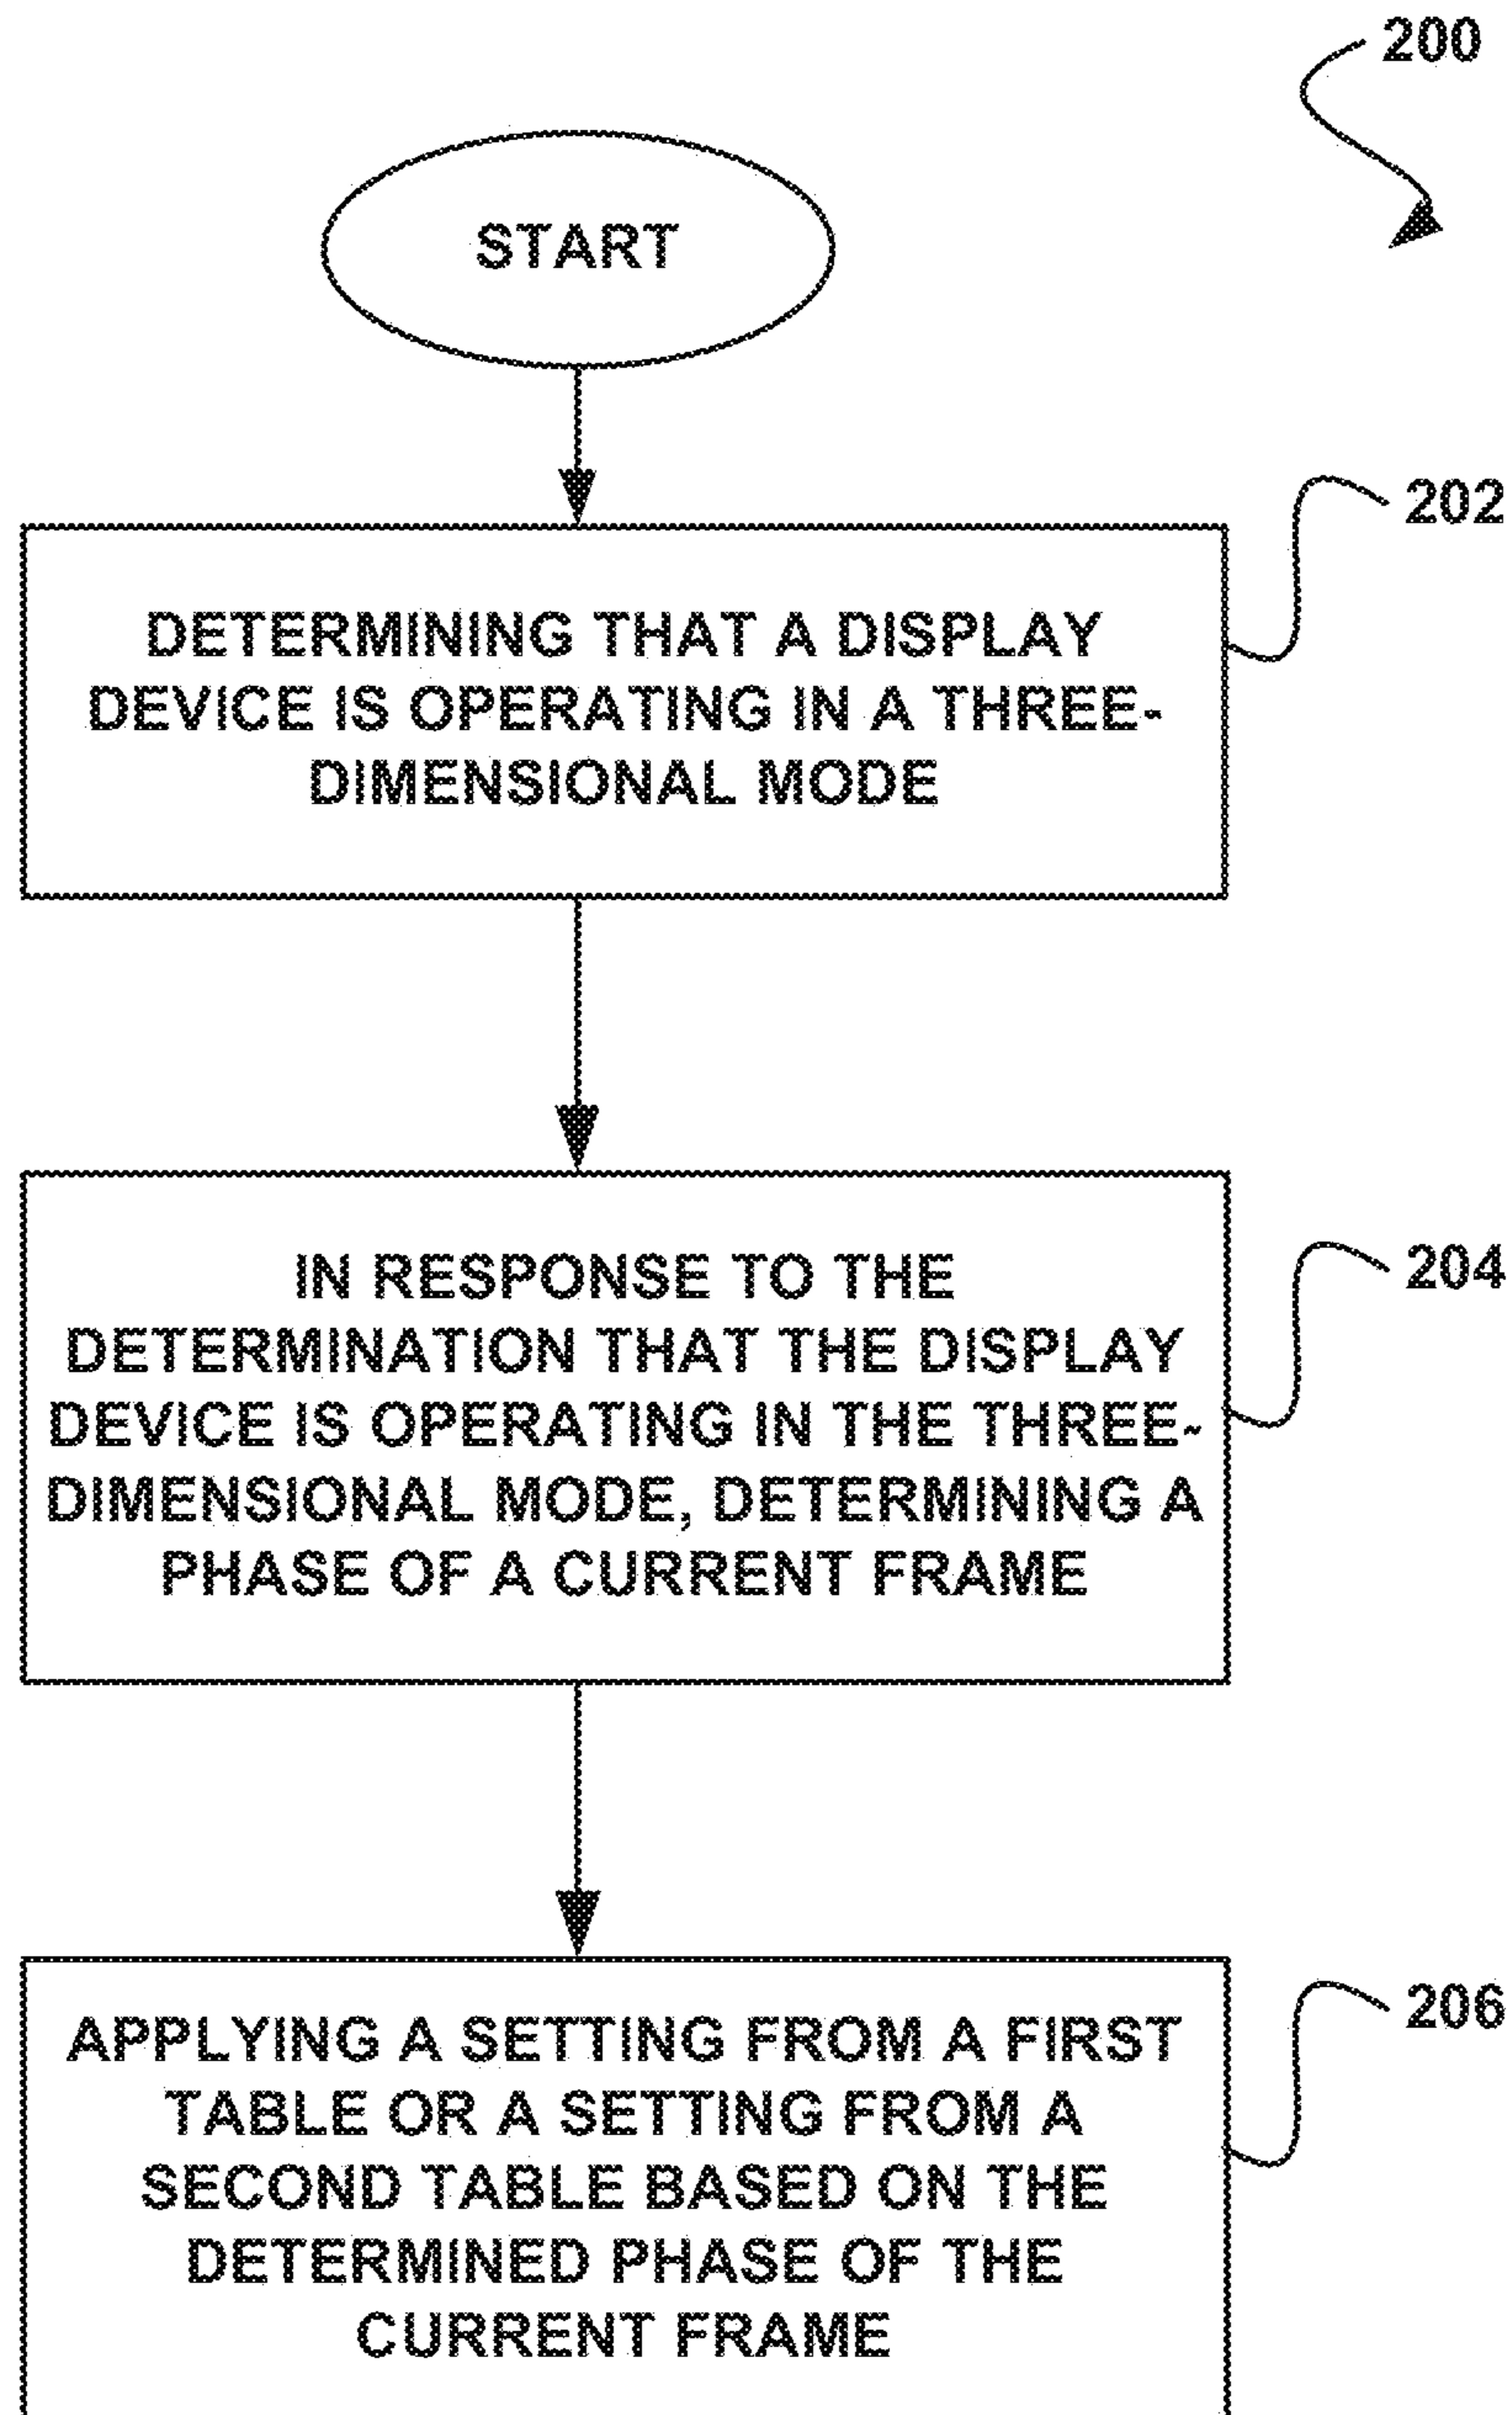 200
START
202
DETERMINING THAT A DISPLAY
DEVICE IS OPERATING IN A THREE-
DIMENSIONAL MODE
204
IN RESPONSE TO THE
DETERMINATION THAT THE DISPLAY
DEVICE IS OPERATING IN THE THREE-
DIMENSIONAL MODE, DETERMINING A
PHASE OF A CURRENT FRAME
206
APPLYING A SETTING FROM A FIRST
TABLE OR A SETTING FROM A
SECOND TABLE BASED ON THE
DETERMINED PHASE OF THE
CURRENT FRAME